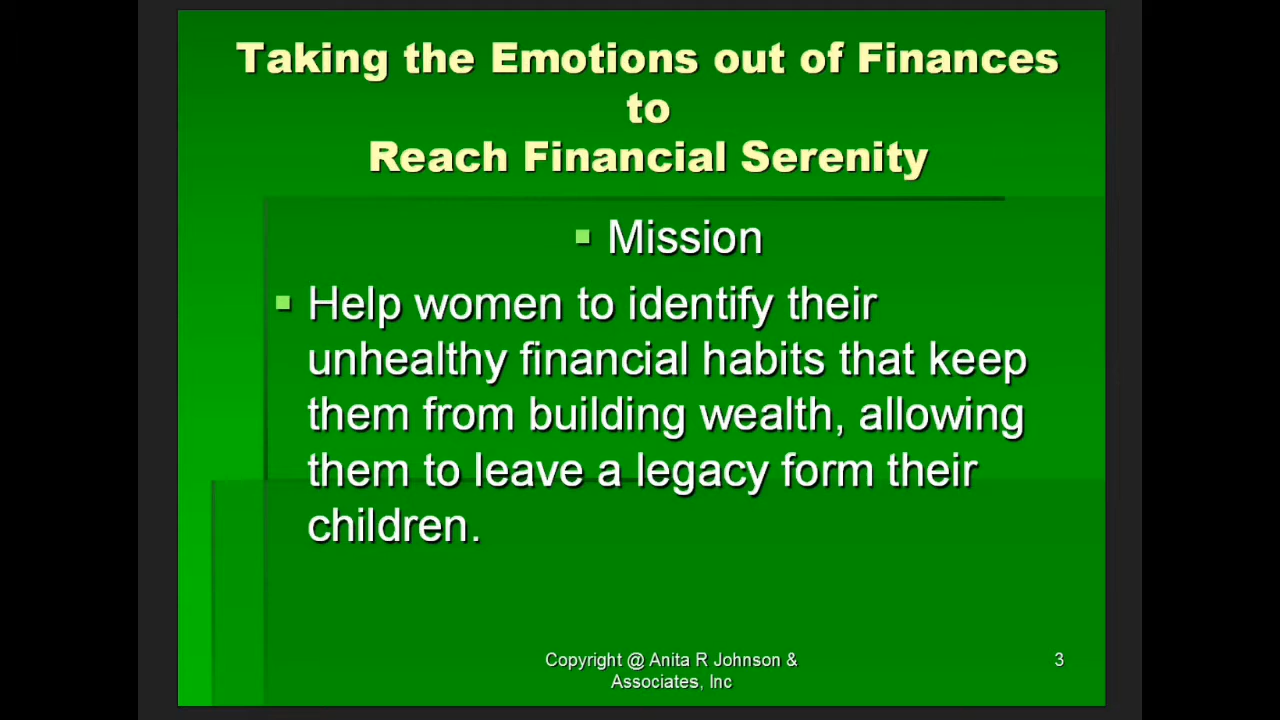 Taking the Emotions out of Finances
to
Reach Financial Serenity
▪ Mission
▪ Help women to identify their
unhealthy financial habits that keep
them from building wealth, allowing
them to leave a legacy form their
children.
Copyright @ Anita R Johnson &
Associates, Inc
3